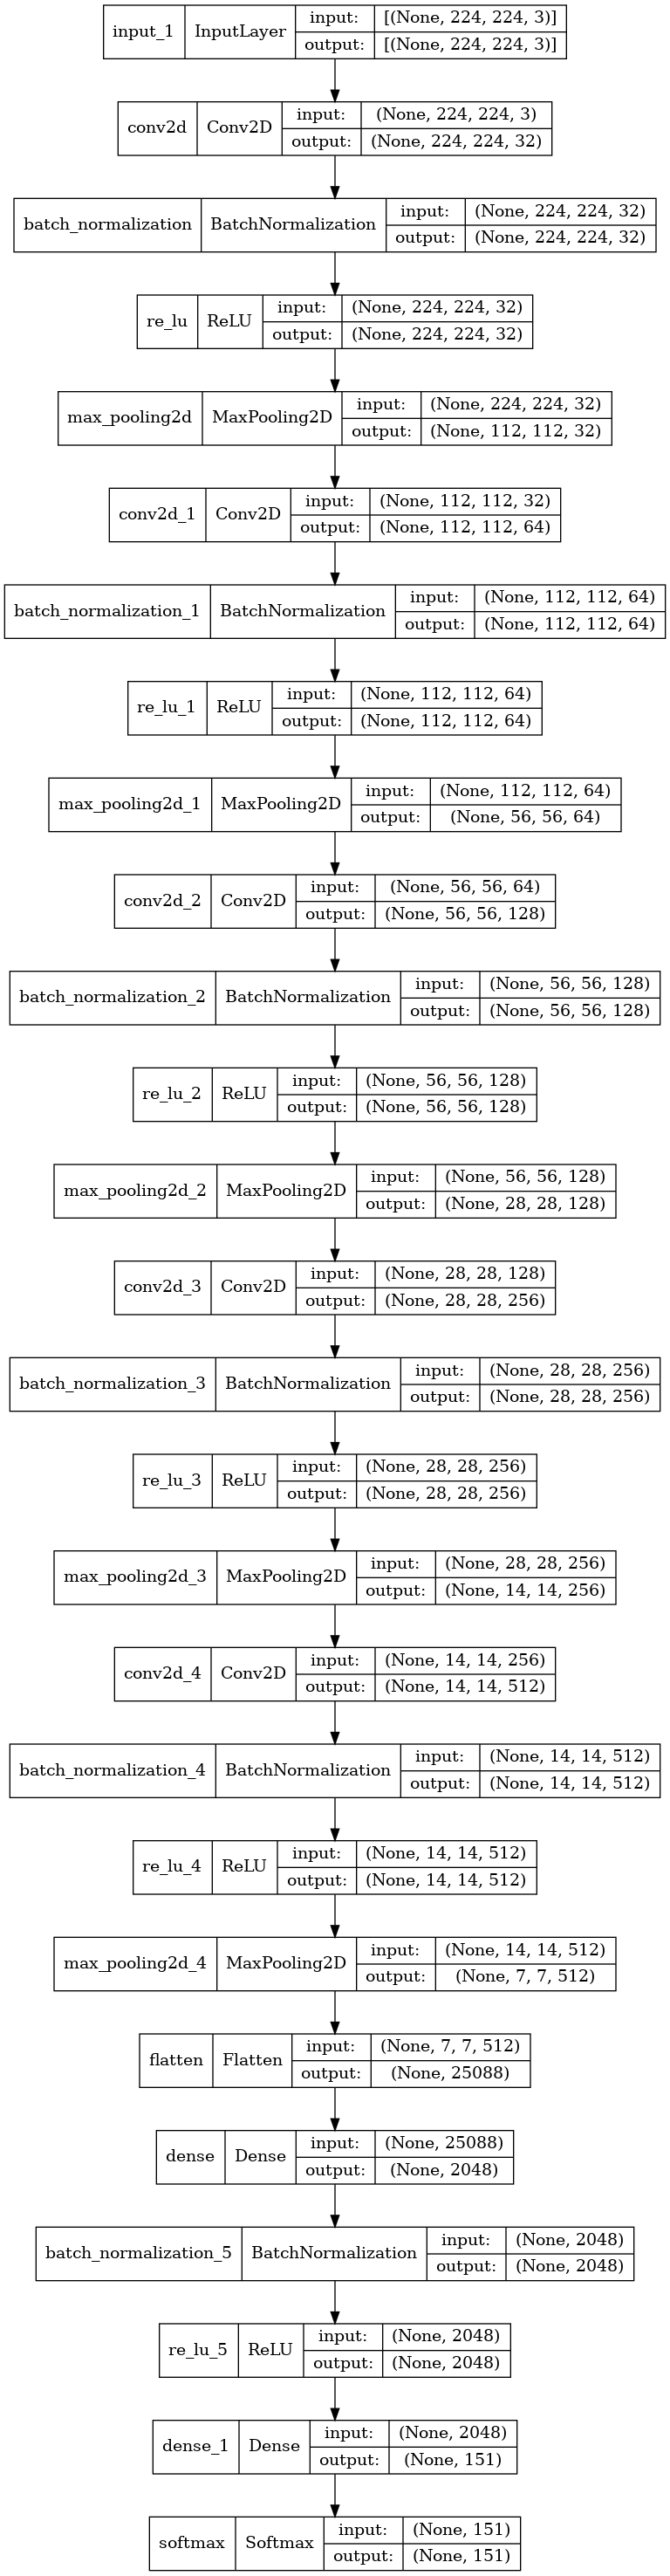 input_1 InputLayer input: [(None, 224, 224, 3)]
output: [(None, 224, 224, 3)]
conv2d Conv2D input: (None, 224, 224, 3)
output: (None, 224, 224, 32)
batch_normalization BatchNormalization input: (None, 224, 224, 32)
output: (None, 224, 224, 32)
re_lu ReLU input: (None, 224, 224, 32)
output: (None, 224, 224, 32)
max_pooling2d MaxPooling2D input: (None, 224, 224, 32)
output: (None, 112, 112, 32)
conv2d_1 Conv2D input: (None, 112, 112, 32)
output: (None, 112, 112, 64)
batch_normalization_1 BatchNormalization input: (None, 112, 112, 64)
output: (None, 112, 112, 64)
re_lu_1 ReLU input: (None, 112, 112, 64)
output: (None, 112, 112, 64)
max_pooling2d_1 MaxPooling2D input: (None, 112, 112, 64)
output: (None, 56, 56, 64)
conv2d_2 Conv2D input: (None, 56, 56, 64)
output: (None, 56, 56, 128)
batch_normalization_2 BatchNormalization input: (None, 56, 56, 128)
output: (None, 56, 56, 128)
re_lu_2 ReLU input: (None, 56, 56, 128)
output: (None, 56, 56, 128)
max_pooling2d_2 MaxPooling2D input: (None, 56, 56, 128)
output: (None, 28, 28, 128)
conv2d_3 Conv2D input: (None, 28, 28, 128)
output: (None, 28, 28, 256)
batch_normalization_3 BatchNormalization input: (None, 28, 28, 256)
output: (None, 28, 28, 256)
re_lu_3 ReLU input: (None, 28, 28, 256)
output: (None, 28, 28, 256)
max_pooling2d_3 MaxPooling2D input: (None, 28, 28, 256)
output: (None, 14, 14, 256)
conv2d_4 Conv2D input: (None, 14, 14, 256)
output: (None, 14, 14, 512)
batch_normalization_4 BatchNormalization input: (None, 14, 14, 512)
output: (None, 14, 14, 512)
re_lu_4 ReLU input: (None, 14, 14, 512)
output: (None, 14, 14, 512)
max_pooling2d_4 MaxPooling2D input: (None, 14, 14, 512)
output: (None, 7, 7, 512)
flatten Flatten input: (None, 7, 7, 512)
output: (None, 25088)
dense Dense input: (None, 25088)
output: (None, 2048)
batch_normalization_5 BatchNormalization input: (None, 2048)
output: (None, 2048)
re_lu_5 ReLU input: (None, 2048)
output: (None, 2048)
dense_1 Dense input: (None, 2048)
output: (None, 151)
softmax Softmax input: (None, 151)
output: (None, 151)